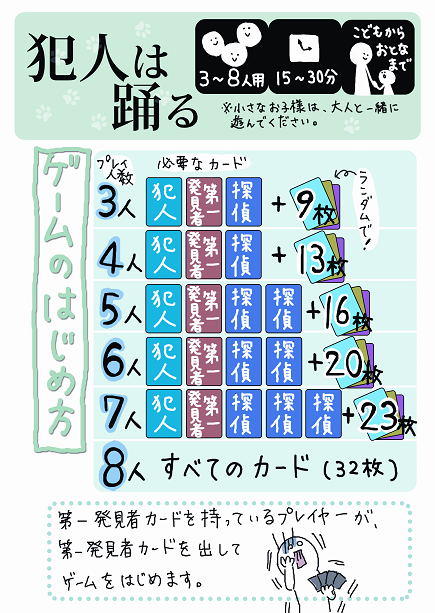 犯人は
踊る
3～8人用
15～30分
こどもから
おとな
まで
※小さなお子様は、大人と一緒に
遊んでください。
ゲームのはじめ方
プレイ
人数
必要なカード
ランダムで!
3人 犯人 第一発見者 探偵 +9枚
4人 犯人 第一発見者 探偵 +13枚
5人 犯人 第一発見者 探偵 探偵 +16枚
6人 犯人 第一発見者 探偵 探偵 +20枚
7人 犯人 第一発見者 探偵 探偵 探偵 +23枚
8人 すべてのカード(32枚)
第一発見者カードを持っているプレイヤーが、
第一発見者カードを出して
ゲームをはじめます。